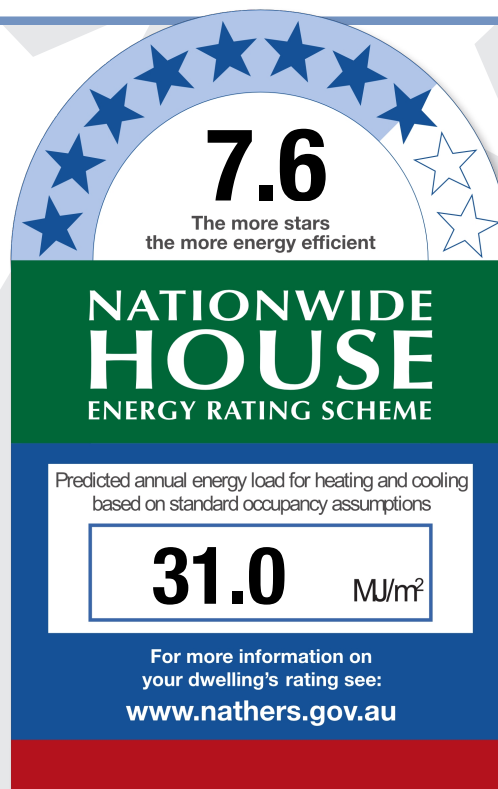 7.6
The more stars
the more energy efficient
NATIONWIDE
HOUSE
ENERGY RATING SCHEME
Predicted annual energy load for heating and cooling
based on standard occupancy assumptions
31.0 MJ/m²
For more information on
your dwelling's rating see:
www.nathers.gov.au